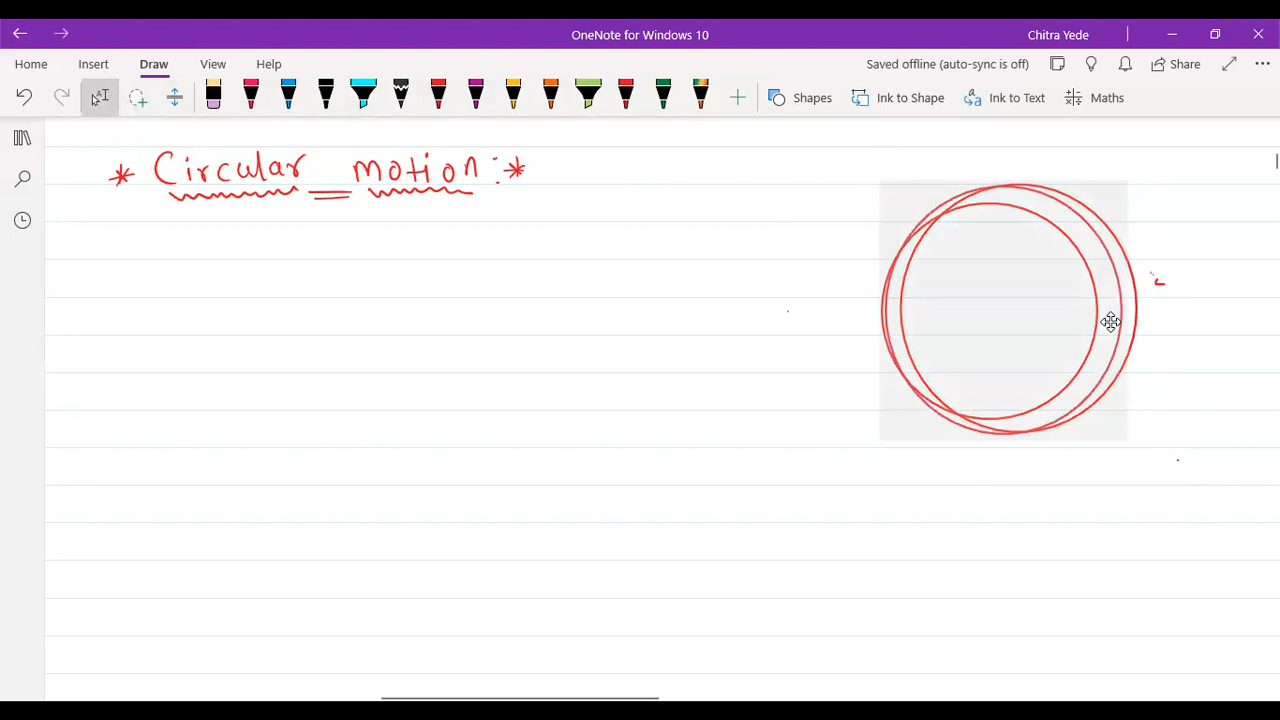 OneNote for Windows 10
Chitra Yede
Home Insert Draw View Help
Saved offline (auto-sync is off)
Share
Shapes
Ink to Shape
Ink to Text
Maths
* Circular motion :*